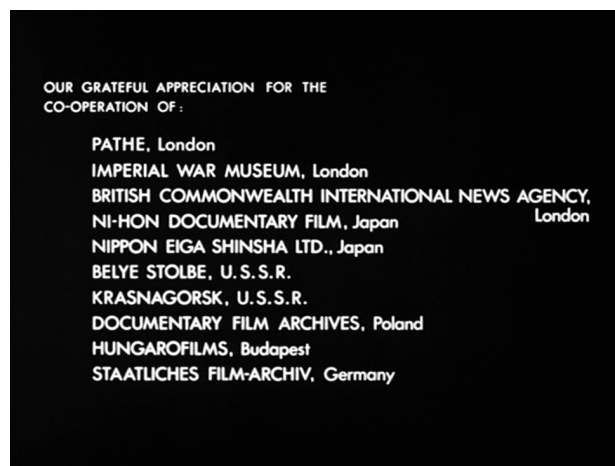 OUR GRATEFUL APPRECIATION FOR THE
CO-OPERATION OF:
PATHE, London
IMPERIAL WAR MUSEUM, London
BRITISH COMMONWEALTH INTERNATIONAL NEWS AGENCY,
London
NI-HON DOCUMENTARY FILM, Japan
NIPPON EIGA SHINSHA LTD., Japan
BELYE STOLBE, U.S.S.R.
KRASNAGORSK, U.S.S.R.
DOCUMENTARY FILM ARCHIVES, Poland
HUNGAROFILMS, Budapest
STAATLICHES FILM-ARCHIV, Germany